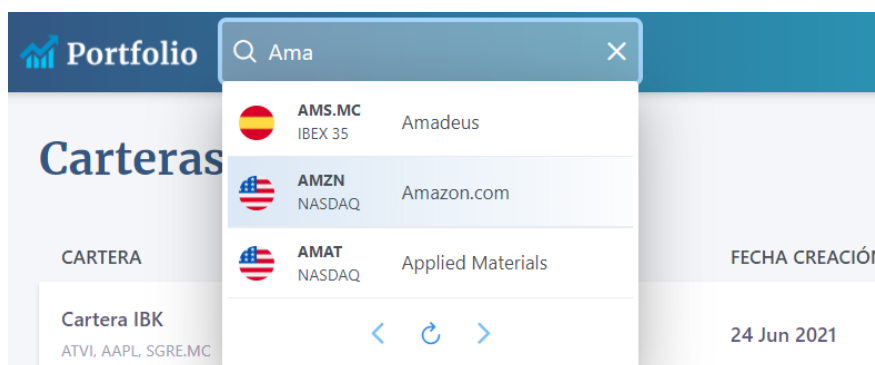 Portfolio
Ama
AMS.MC
IBEX 35
Amadeus
Carteras
AMZN
NASDAQ
Amazon.com
CARTERA
AMAT
NASDAQ
Applied Materials
FECHA CREACIÓN
Cartera IBK
ATVI, AAPL, SGRE.MC
24 Jun 2021